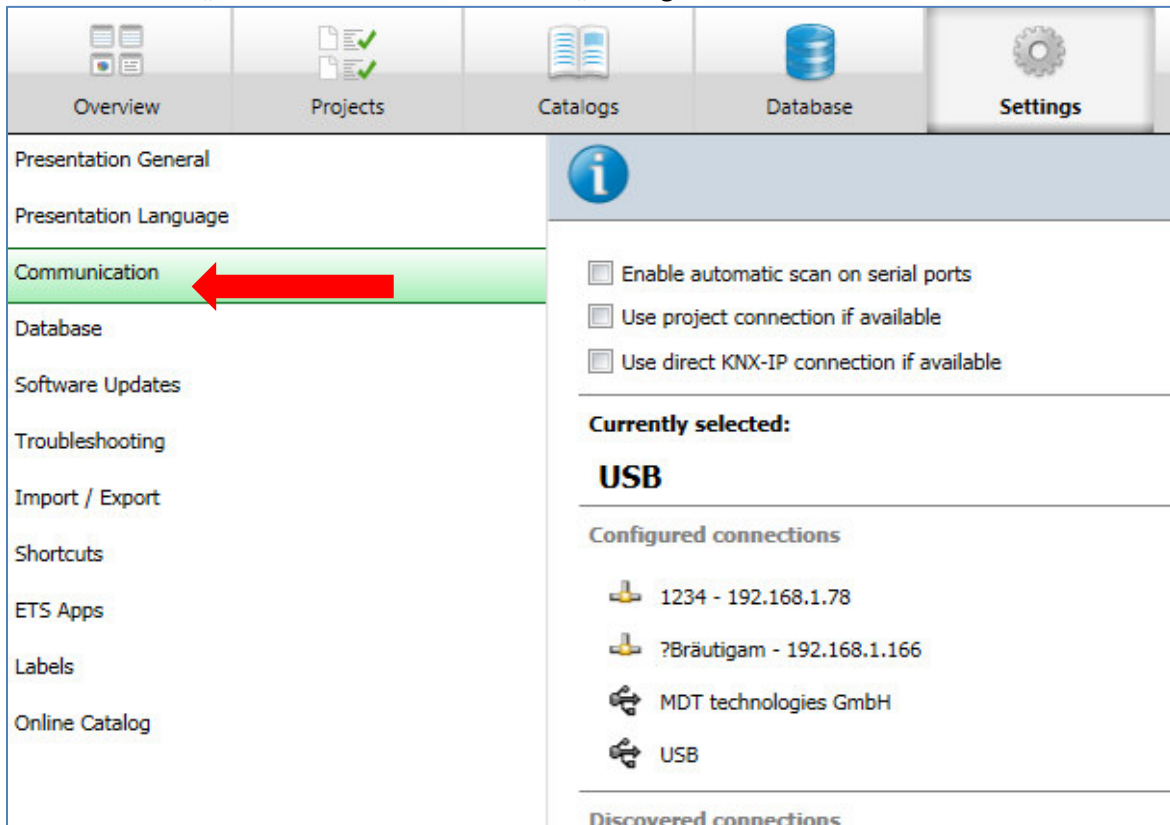 Overview
Projects
Catalogs
Database
Settings
Presentation General
Presentation Language
Communication
Database
Software Updates
Troubleshooting
Import / Export
Shortcuts
ETS Apps
Labels
Online Catalog
Enable automatic scan on serial ports
Use project connection if available
Use direct KNX-IP connection if available
Currently selected:
USB
Configured connections
1234 - 192.168.1.78
?Bräutigam - 192.168.1.166
MDT technologies GmbH
USB
Discovered connections